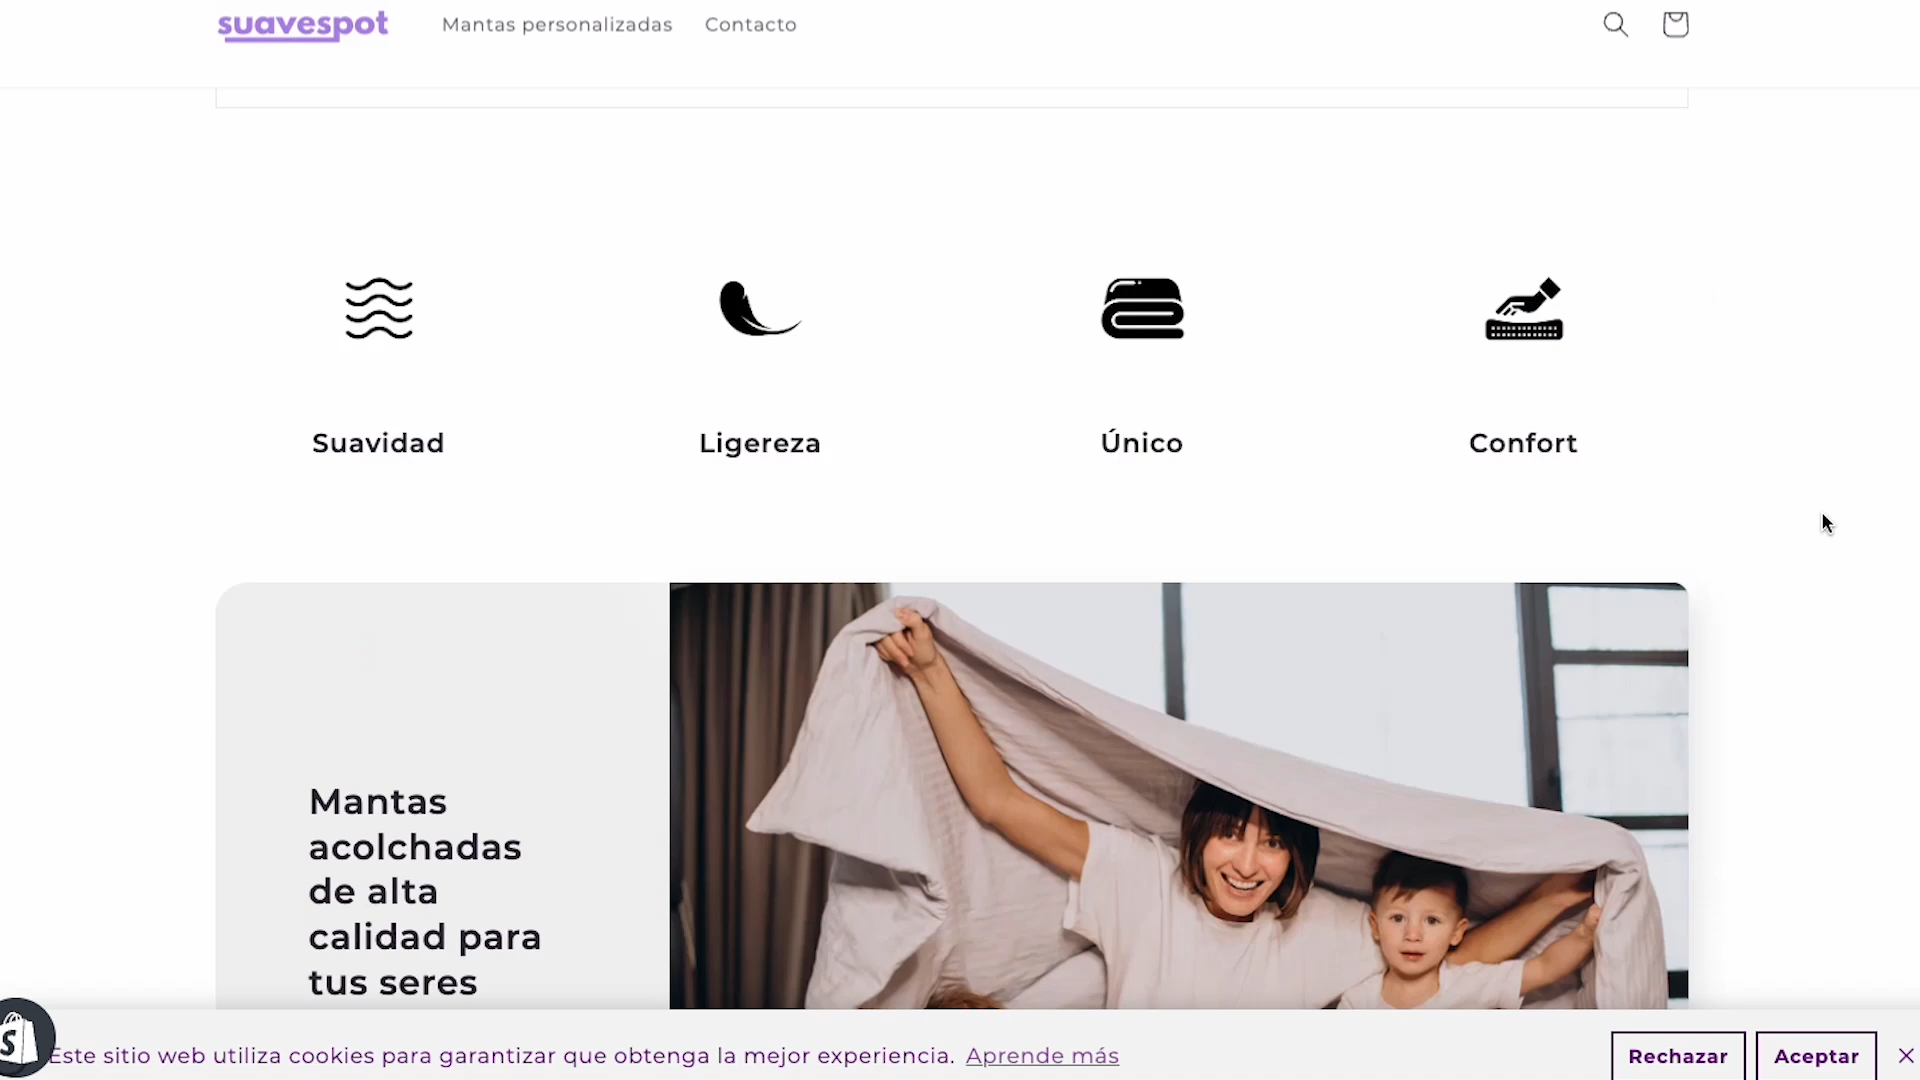 suavespot
Mantas personalizadas
Contacto
Suavidad
Ligereza
Único
Confort
Mantas
acolchadas
de alta
calidad para
tus seres
Este sitio web utiliza cookies para garantizar que obtenga la mejor experiencia. Aprende más
Rechazar
Aceptar